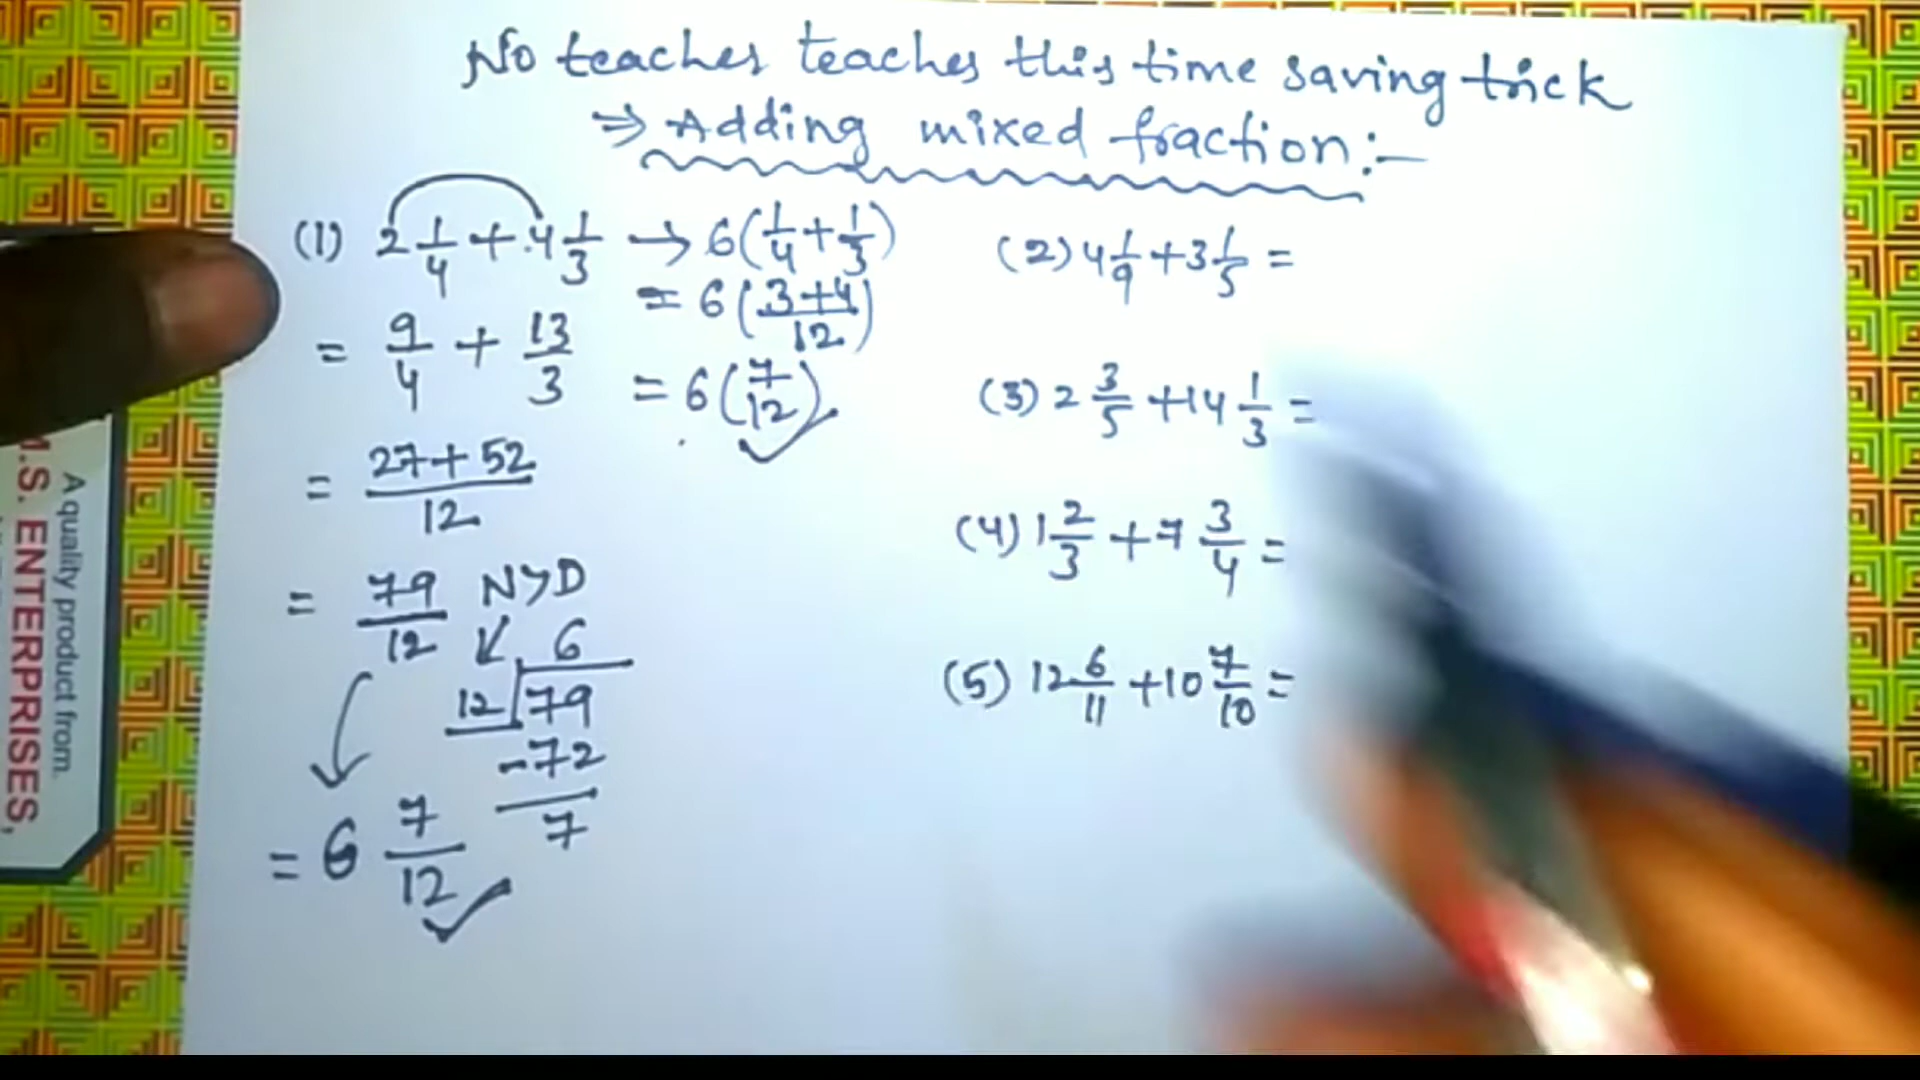 No teacher teaches this time saving trick
⇒ Adding mixed fraction:-
(1) 2 1/4 + 4 1/3 → 6(1/4 + 1/3)
= 6(3+4/12)
= 6(7/12)
= 9/4 + 13/3
= 27+52/12
= 79/12 N>D
6
12 79
-72
7
= 6 7/12
(2) 4 1/9 + 3 1/5 =
(3) 2 3/5 + 14 1/3 =
(4) 1 2/3 + 7 3/4 =
(5) 12 6/11 + 10 7/10 =
A quality product from.
M.S. ENTERPRISES,